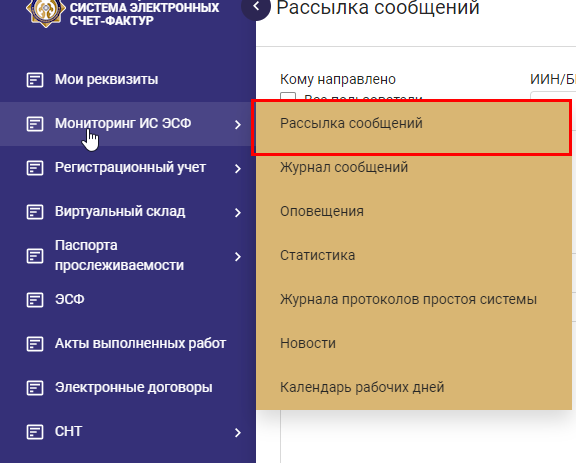 СИСТЕМА ЭЛЕКТРОННЫХ
СЧЕТ-ФАКТУР
Рассылка сообщений
Мои реквизиты
Кому направлено
ИИН/Б
Все пользователи
Мониторинг ИС ЭСФ
Рассылка сообщений
Регистрационный учет
Журнал сообщений
Виртуальный склад
Оповещения
Паспорта
прослеживаемости
Статистика
ЭСФ
Журнала протоколов простоя системы
Акты выполненных работ
Новости
Электронные договоры
Календарь рабочих дней
СНТ